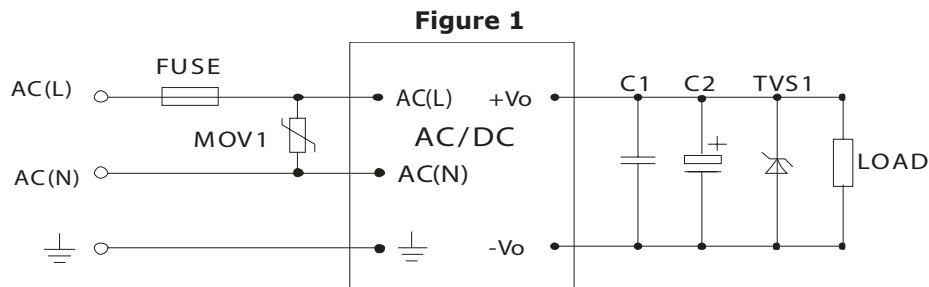 Figure 1
FUSE
AC(L)
MOV1
AC(N)
AC(L)
+Vo
AC/DC
AC(N)
-Vo
C1
C2
TVS1
+
LOAD